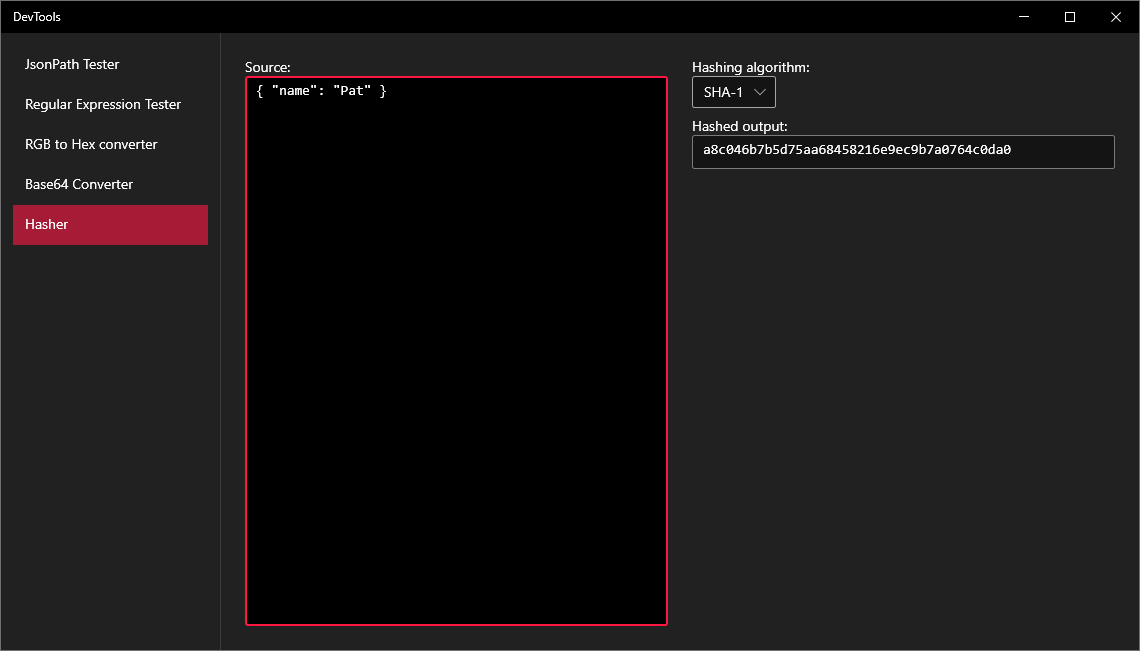 DevTools
JsonPath Tester
Regular Expression Tester
RGB to Hex converter
Base64 Converter
Hasher
Source:
{ "name": "Pat" }
Hashing algorithm:
SHA-1
Hashed output:
a8c046b7b5d75aa68458216e9ec9b7a0764c0da0